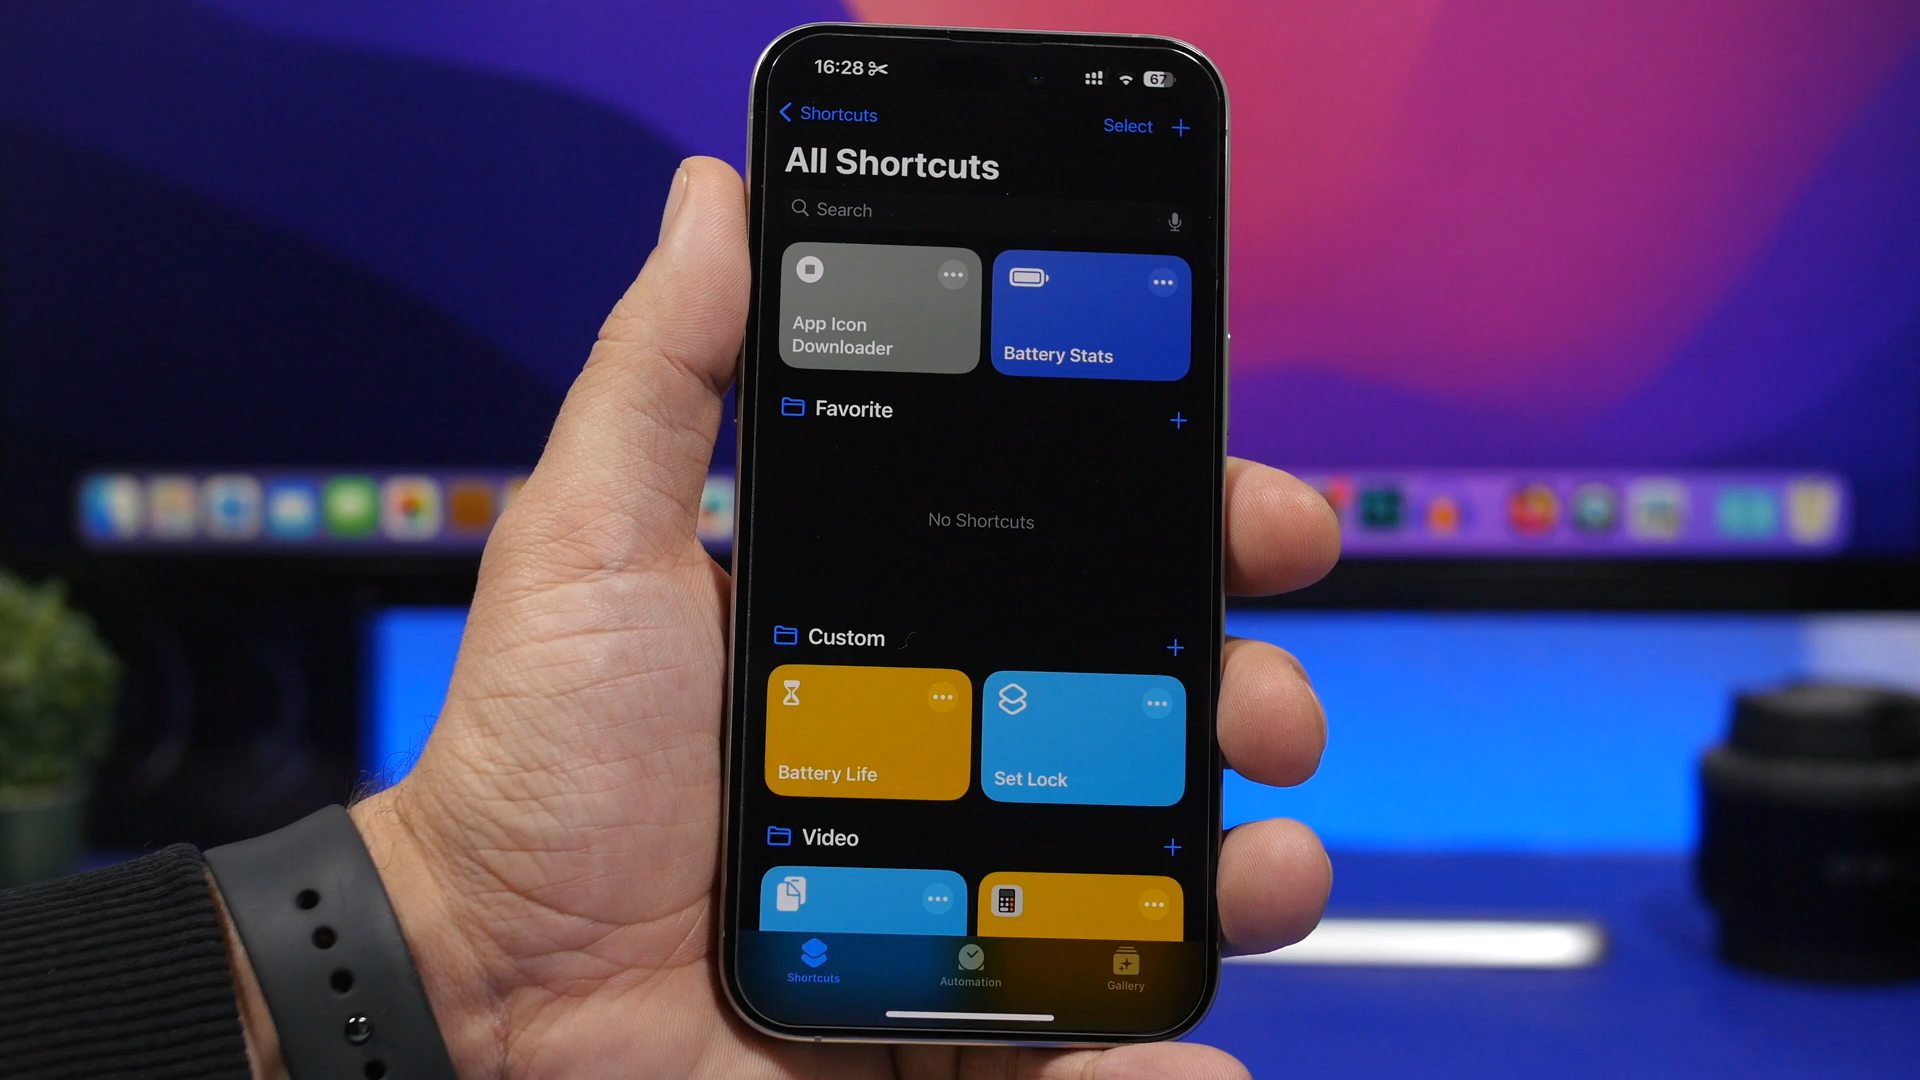 16:28
67
Shortcuts
Select
All Shortcuts
Search
App Icon
Downloader
Battery Stats
Favorite
No Shortcuts
Custom
Battery Life
Set Lock
Video
Shortcuts
Automation
Gallery